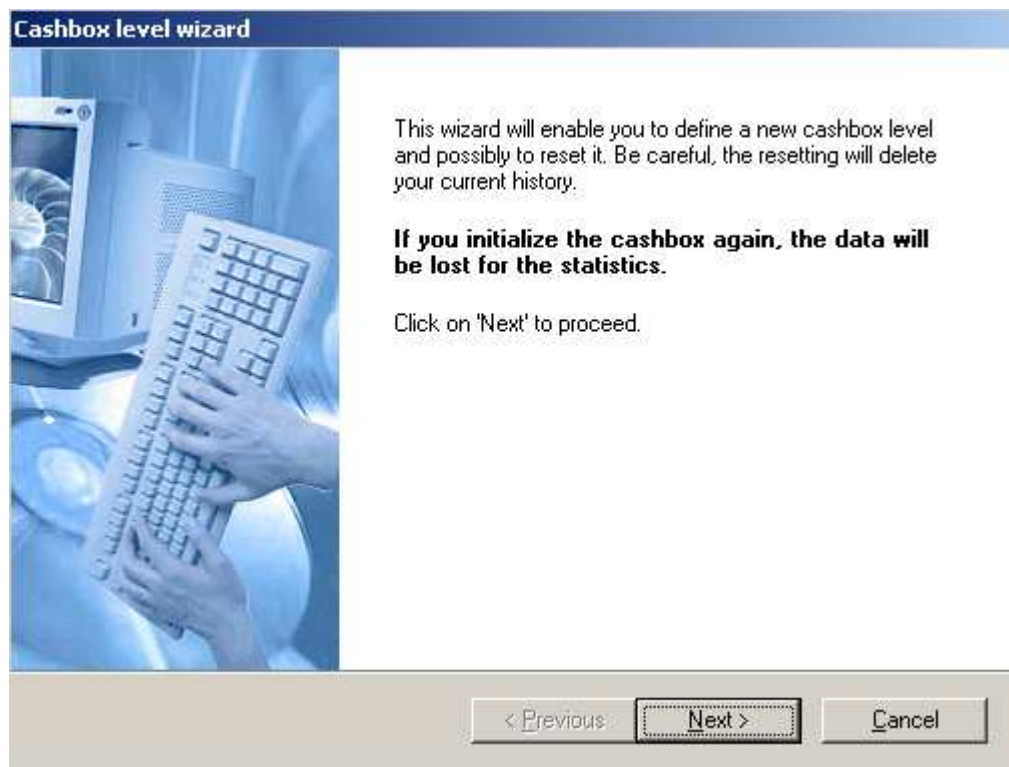 Cashbox level wizard
This wizard will enable you to define a new cashbox level
and possibly to reset it. Be careful, the resetting will delete
your current history.
If you initialize the cashbox again, the data will
be lost for the statistics.
Click on 'Next' to proceed.
< Previous
Next >
Cancel